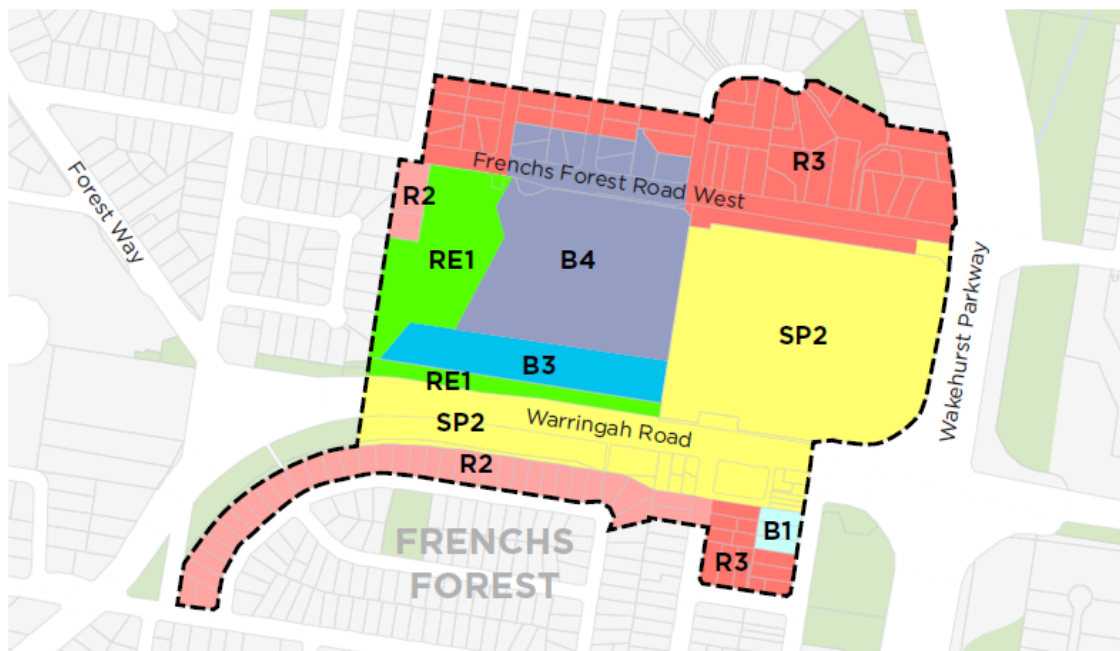 R3
Frenchs Forest Road West
Forest Way
R2
RE1
B4
Wakehurst Parkway
SP2
B3
RE1
SP2
Warringah Road
R2
B1
R3
FRENCHS
FOREST